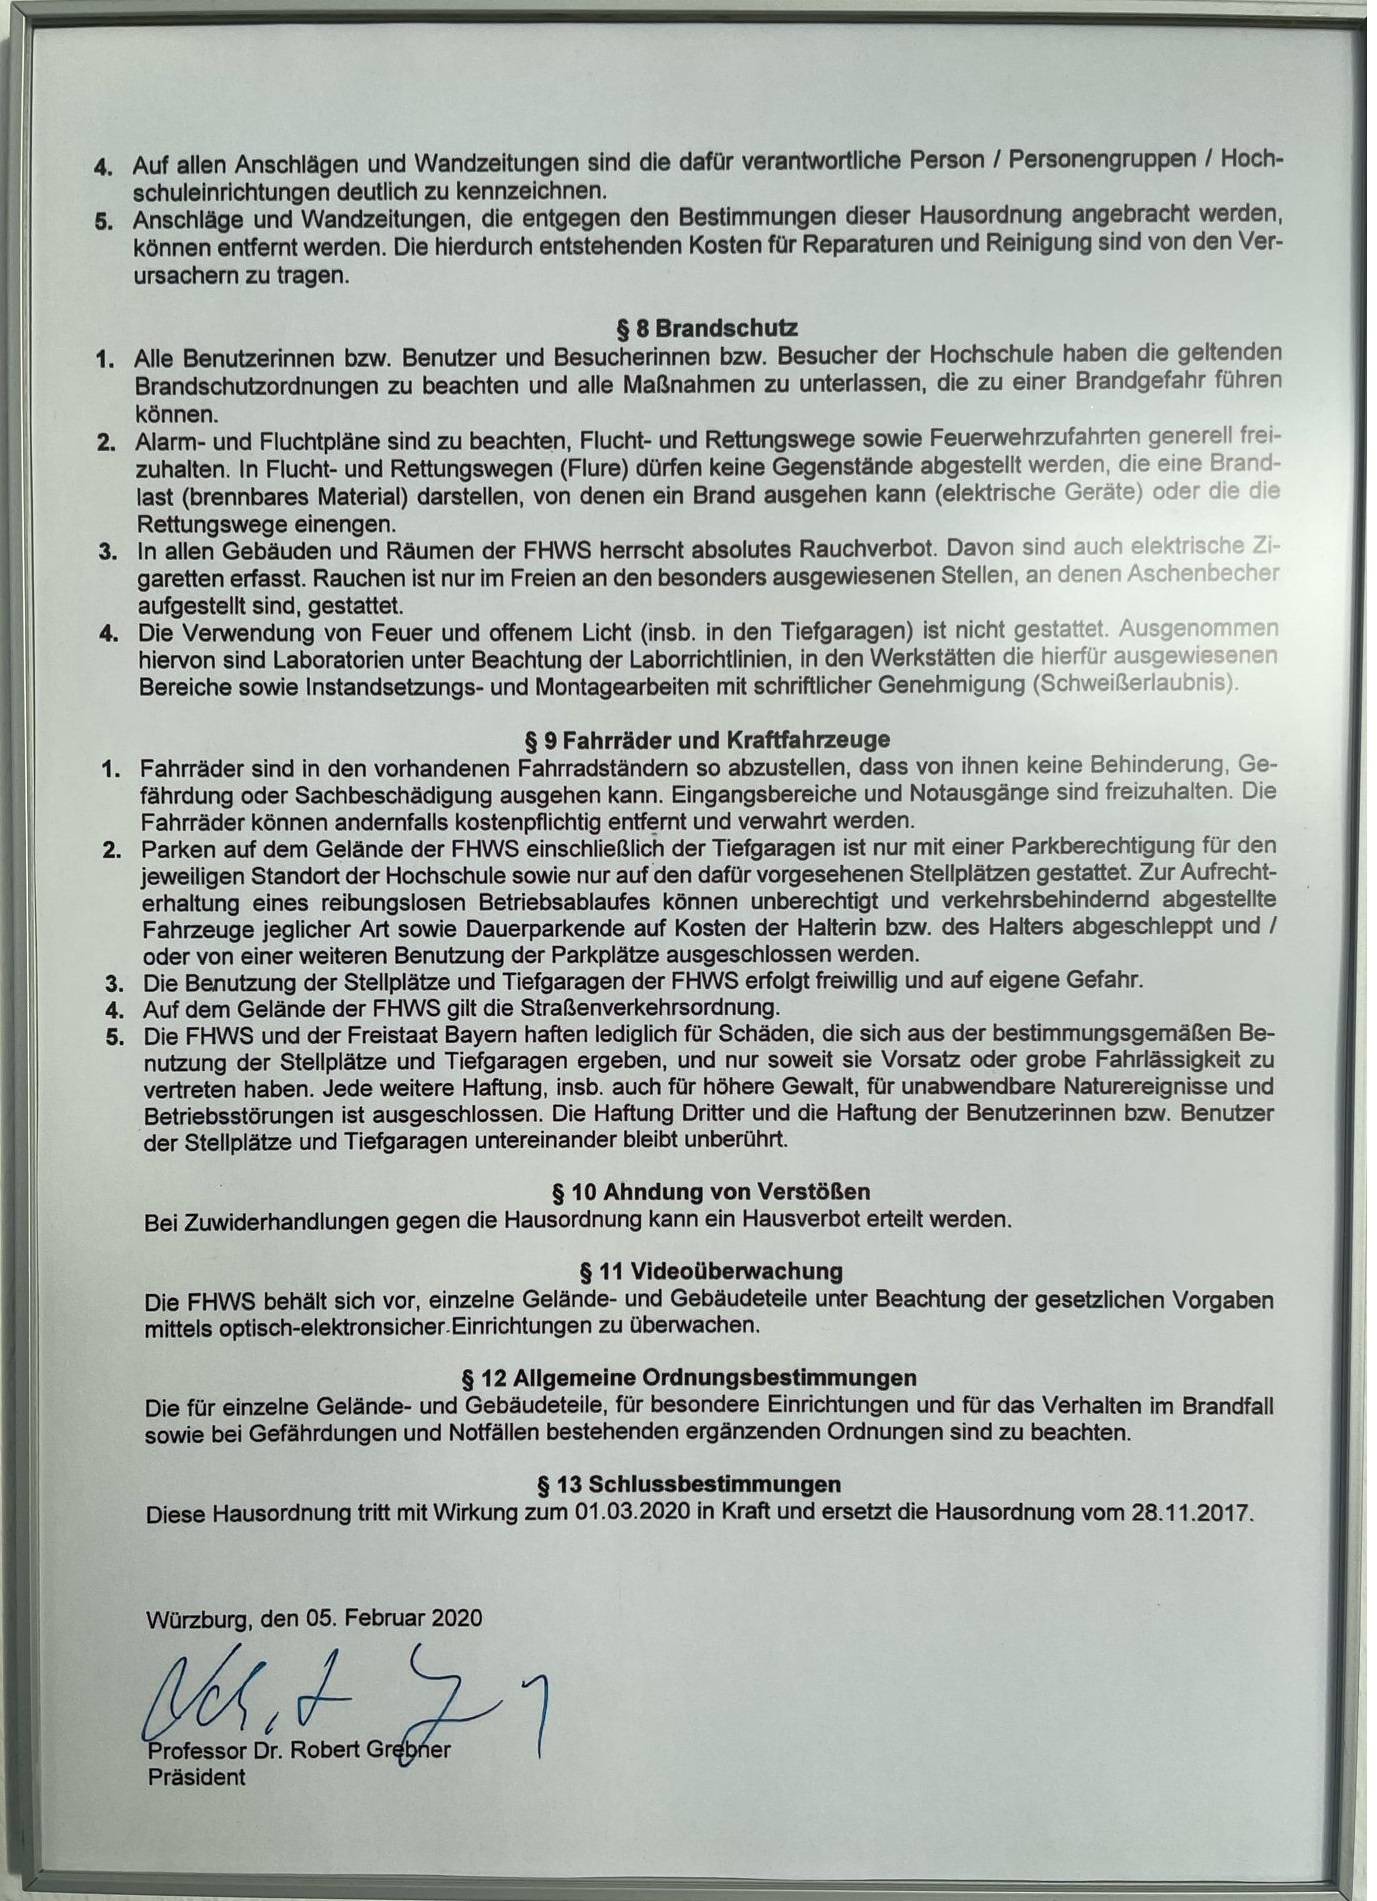 4. Auf allen Anschlägen und Wandzeitungen sind die dafür verantwortliche Person / Personengruppen / Hoch-
schuleinrichtungen deutlich zu kennzeichnen.
5. Anschläge und Wandzeitungen, die entgegen den Bestimmungen dieser Hausordnung angebracht werden,
können entfernt werden. Die hierdurch entstehenden Kosten für Reparaturen und Reinigung sind von den Ver-
ursachern zu tragen.
§ 8 Brandschutz
1. Alle Benutzerinnen bzw. Benutzer und Besucherinnen bzw. Besucher der Hochschule haben die geltenden
Brandschutzordnungen zu beachten und alle Maßnahmen zu unterlassen, die zu einer Brandgefahr führen
können.
2. Alarm- und Fluchtpläne sind zu beachten, Flucht- und Rettungswege sowie Feuerwehrzufahrten generell frei-
zuhalten. In Flucht- und Rettungswegen (Flure) dürfen keine Gegenstände abgestellt werden, die eine Brand-
last (brennbares Material) darstellen, von denen ein Brand ausgehen kann (elektrische Geräte) oder die die
Rettungswege einengen.
3. In allen Gebäuden und Räumen der FHWS herrscht absolutes Rauchverbot. Davon sind auch elektrische Zi-
garetten erfasst. Rauchen ist nur im Freien an den besonders ausgewiesenen Stellen, an denen Aschenbecher
aufgestellt sind, gestattet.
4. Die Verwendung von Feuer und offenem Licht (insb. in den Tiefgaragen) ist nicht gestattet. Ausgenommen
hiervon sind Laboratorien unter Beachtung der Laborrichtlinien, in den Werkstätten die hierfür ausgewiesenen
Bereiche sowie Instandsetzungs- und Montagearbeiten mit schriftlicher Genehmigung (Schweißerlaubnis).
§ 9 Fahrräder und Kraftfahrzeuge
1. Fahrräder sind in den vorhandenen Fahrradständern so abzustellen, dass von ihnen keine Behinderung, Ge-
fährdung oder Sachbeschädigung ausgehen kann. Eingangsbereiche und Notausgänge sind freizuhalten. Die
Fahrräder können andernfalls kostenpflichtig entfernt und verwahrt werden.
2. Parken auf dem Gelände der FHWS einschließlich der Tiefgaragen ist nur mit einer Parkberechtigung für den
jeweiligen Standort der Hochschule sowie nur auf den dafür vorgesehenen Stellplätzen gestattet. Zur Aufrecht-
erhaltung eines reibungslosen Betriebsablaufes können unberechtigt und verkehrsbehindernd abgestellte
Fahrzeuge jeglicher Art sowie Dauerparkende auf Kosten der Halterin bzw. des Halters abgeschleppt und /
oder von einer weiteren Benutzung der Parkplätze ausgeschlossen werden.
3. Die Benutzung der Stellplätze und Tiefgaragen der FHWS erfolgt freiwillig und auf eigene Gefahr.
4. Auf dem Gelände der FHWS gilt die Straßenverkehrsordnung.
5. Die FHWS und der Freistaat Bayern haften lediglich für Schäden, die sich aus der bestimmungsgemäßen Be-
nutzung der Stellplätze und Tiefgaragen ergeben, und nur soweit sie Vorsatz oder grobe Fahrlässigkeit zu
vertreten haben. Jede weitere Haftung, insb. auch für höhere Gewalt, für unabwendbare Naturereignisse und
Betriebsstörungen ist ausgeschlossen. Die Haftung Dritter und die Haftung der Benutzerinnen bzw. Benutzer
der Stellplätze und Tiefgaragen untereinander bleibt unberührt.
§ 10 Ahndung von Verstößen
Bei Zuwiderhandlungen gegen die Hausordnung kann ein Hausverbot erteilt werden.
§ 11 Videoüberwachung
Die FHWS behält sich vor, einzelne Gelände- und Gebäudeteile unter Beachtung der gesetzlichen Vorgaben
mittels optisch-elektronsicher Einrichtungen zu überwachen.
§ 12 Allgemeine Ordnungsbestimmungen
Die für einzelne Gelände- und Gebäudeteile, für besondere Einrichtungen und für das Verhalten im Brandfall
sowie bei Gefährdungen und Notfällen bestehenden ergänzenden Ordnungen sind zu beachten.
§ 13 Schlussbestimmungen
Diese Hausordnung tritt mit Wirkung zum 01.03.2020 in Kraft und ersetzt die Hausordnung vom 28.11.2017.
Würzburg, den 05. Februar 2020
Professor Dr. Robert Grebner
Präsident